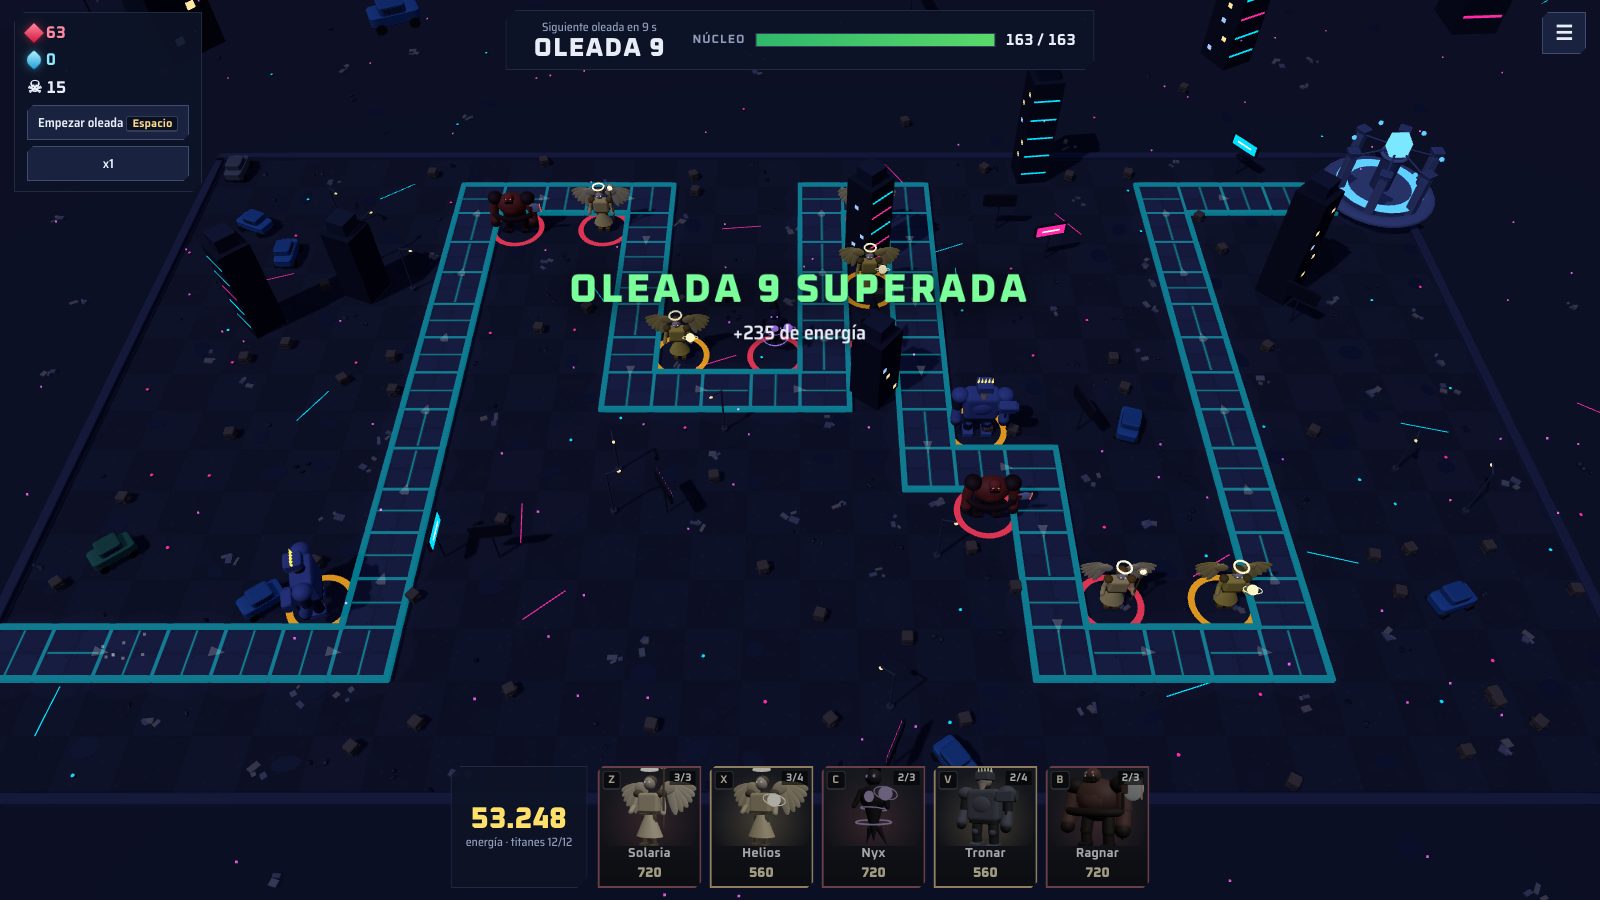 63
0
15
Empezar oleada Espacio
x1
Siguiente oleada en 9 s
OLEADA 9
NÚCLEO 163 / 163
OLEADA 9 SUPERADA
+235 de energía
53.248
energía · titanes 12/12
Z 3/3
Solaria
720
X 3/4
Helios
560
C 2/3
Nyx
720
V 2/4
Tronar
560
B 2/3
Ragnar
720